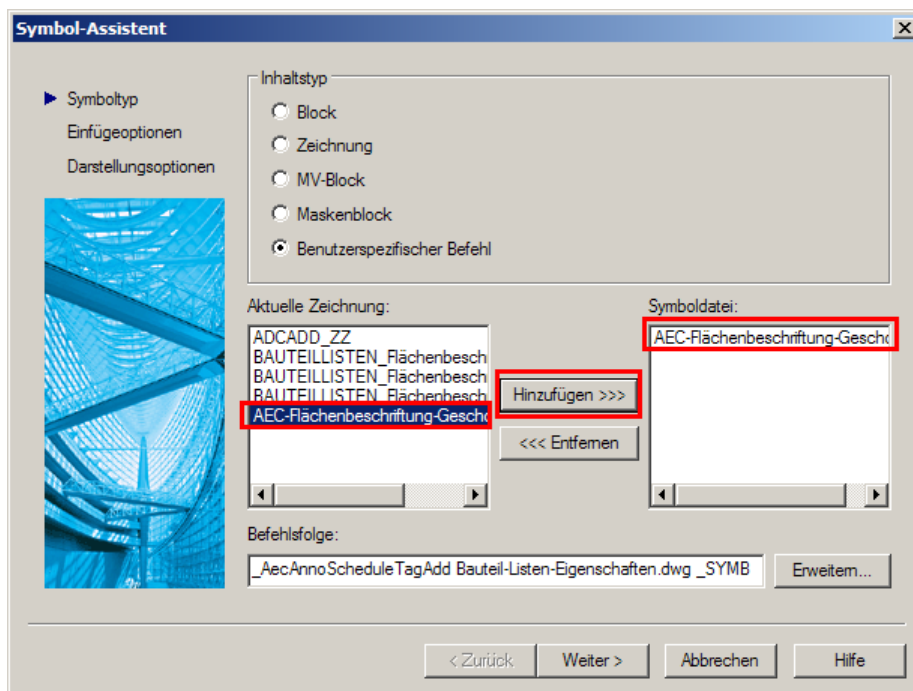 Symbol-Assistent
Symboltyp
Einfügeoptionen
Darstellungsoptionen
Inhaltstyp
Block
Zeichnung
MV-Block
Maskenblock
Benutzerspezifischer Befehl
Aktuelle Zeichnung:
ADCADD_ZZ
BAUTEILLISTEN_Flächenbesch
BAUTEILLISTEN_Flächenbesch
BAUTEILLISTEN_Flächenbesch
AEC-Flächenbeschriftung-Gescho
Hinzufügen >>>
<<< Entfernen
Symboldatei:
AEC-Flächenbeschriftung-Gescho
Befehlsfolge:
_AecAnnoScheduleTagAdd Bauteil-Listen-Eigenschaften.dwg _SYMB
Erweitern...
< Zurück
Weiter >
Abbrechen
Hilfe